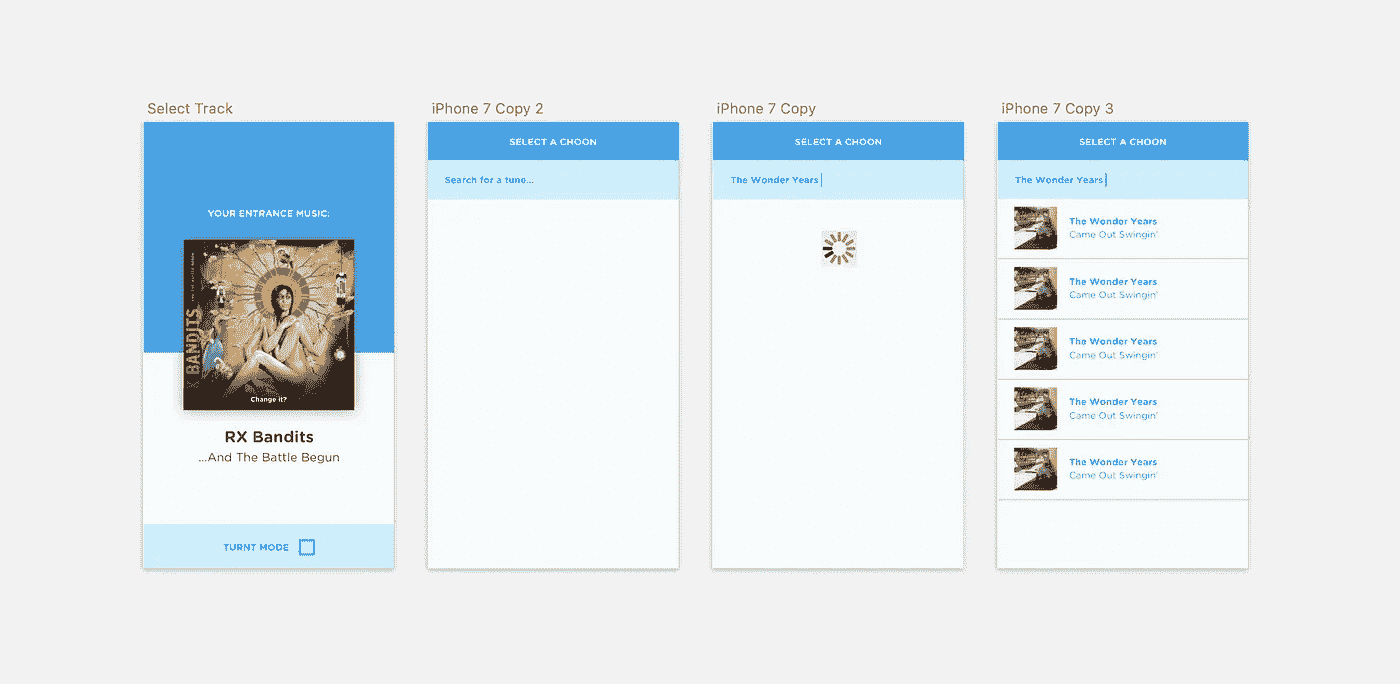 Select Track
YOUR ENTRANCE MUSIC:
BANDITS
Change it?
RX Bandits
...And The Battle Begun
TURNT MODE
iPhone 7 Copy 2
SELECT A CHOON
Search for a tune...
iPhone 7 Copy
SELECT A CHOON
The Wonder Years
iPhone 7 Copy 3
SELECT A CHOON
The Wonder Years
The Wonder Years
Came Out Swingin'
The Wonder Years
Came Out Swingin'
The Wonder Years
Came Out Swingin'
The Wonder Years
Came Out Swingin'
The Wonder Years
Came Out Swingin'